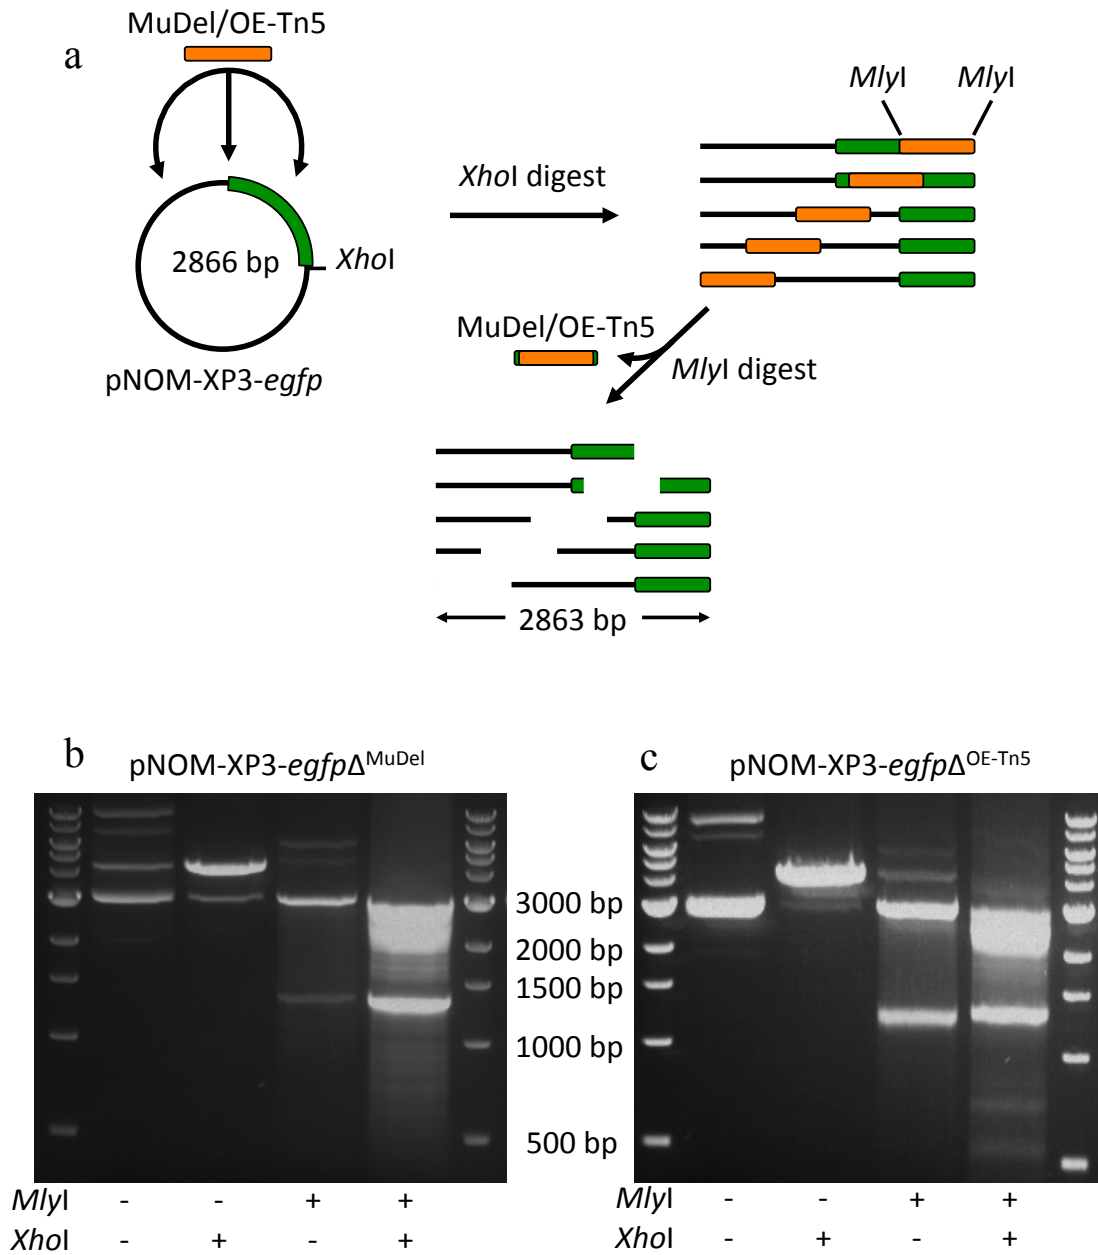 a
MuDel/OE-Tn5
MlyI MlyI
XhoI digest
2866 bp
XhoI
pNOM-XP3-egfp
MuDel/OE-Tn5
MlyI digest
2863 bp
b
pNOM-XP3-egfpΔMuDel
c
pNOM-XP3-egfpΔOE-Tn5
3000 bp
2000 bp
1500 bp
1000 bp
500 bp
MlyI - - + +
XhoI - + - +
MlyI - - + +
XhoI - + - +